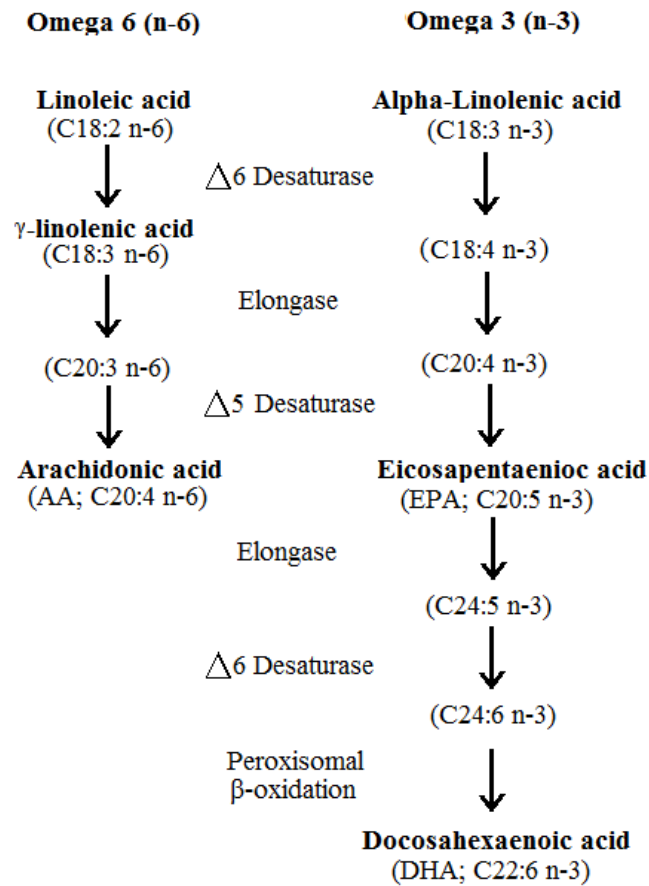 Omega 6 (n-6)
Omega 3 (n-3)
Linoleic acid
(C18:2 n-6)
Alpha-Linolenic acid
(C18:3 n-3)
△6 Desaturase
γ-linolenic acid
(C18:3 n-6)
(C18:4 n-3)
Elongase
(C20:3 n-6)
(C20:4 n-3)
△5 Desaturase
Arachidonic acid
(AA; C20:4 n-6)
Eicosapentaenioc acid
(EPA; C20:5 n-3)
Elongase
(C24:5 n-3)
△6 Desaturase
(C24:6 n-3)
Peroxisomal
β-oxidation
Docosahexaenoic acid
(DHA; C22:6 n-3)